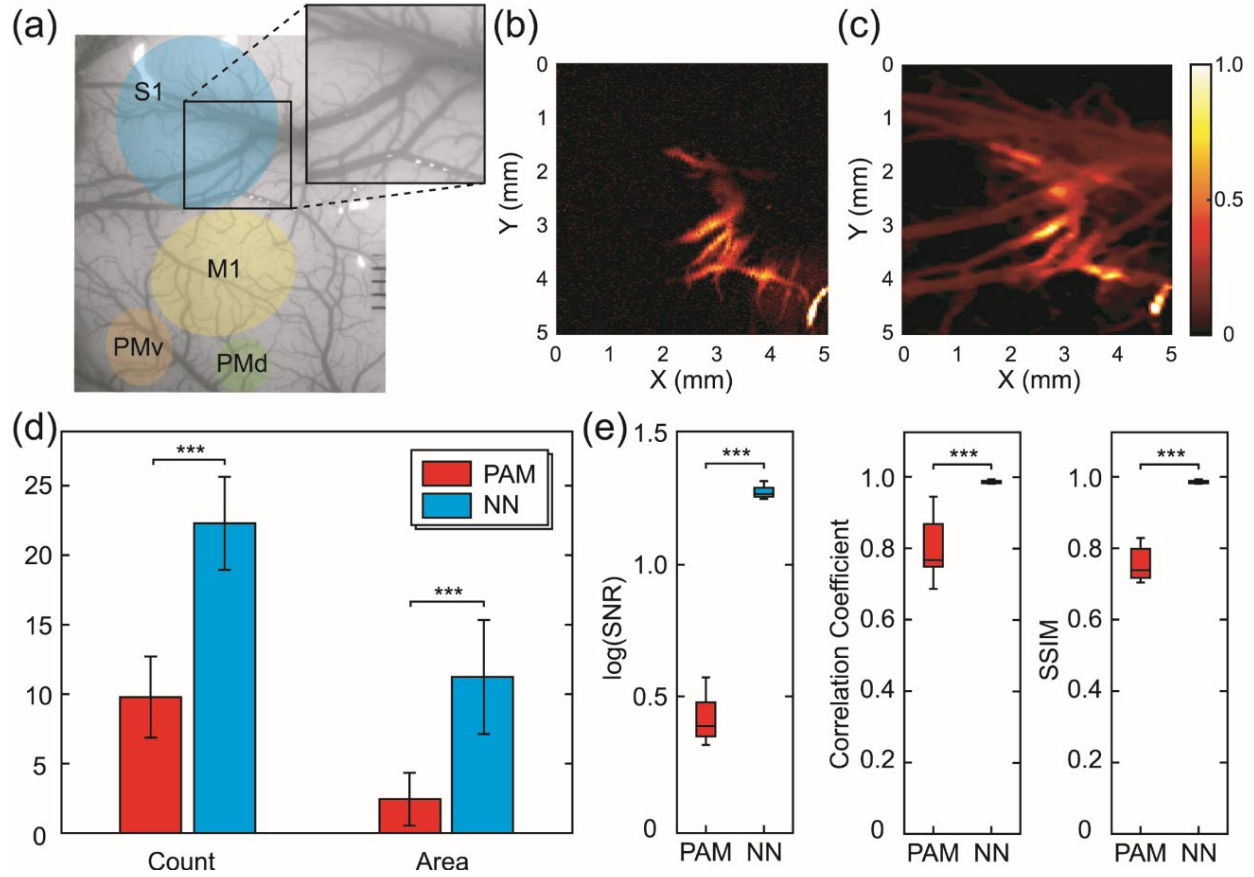 (a)
S1
M1
PMv
PMd
(b)
0
1
2
3
4
5
Y (mm)
0 1 2 3 4 5
X (mm)
(c)
0
1
2
3
4
5
Y (mm)
0 1 2 3 4 5
X (mm)
1.0
0.5
0
(d)
25
20
15
10
5
0
***
***
PAM
NN
Count Area
(e)
1.5
1.0
0.5
0
log(SNR)
***
PAM NN
1.0
0.8
0.6
0.4
0.2
0
Correlation Coefficient
***
PAM NN
1.0
0.8
0.6
0.4
0.2
0
SSIM
***
PAM NN